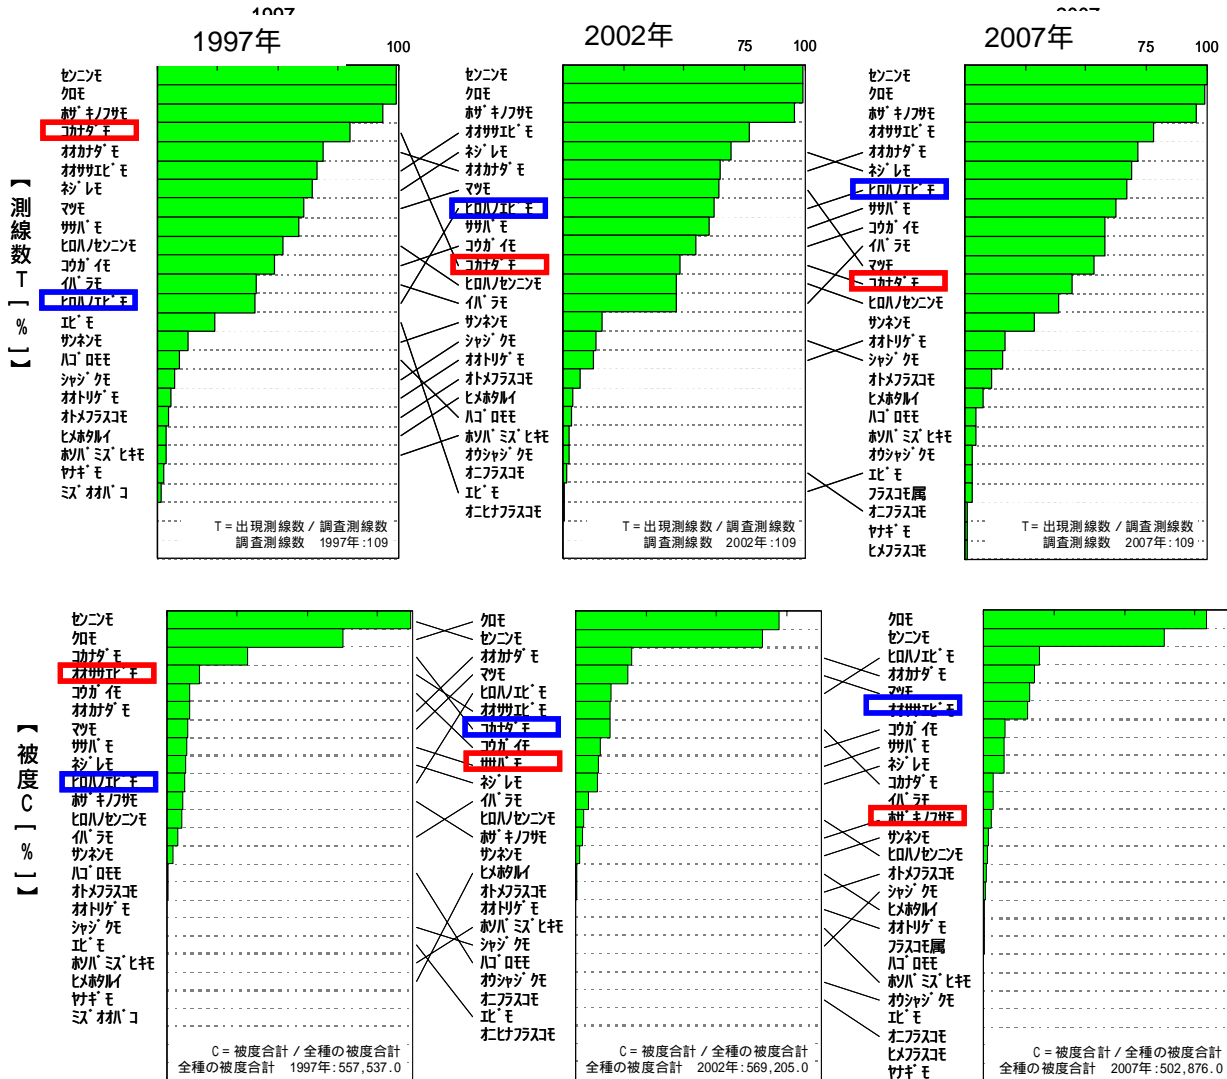 1997年
100
2002年
75
100
2007年
75
100
【測線数T[%]】
センニンモ
クロモ
ホザキノフサモ
コカナダモ
オオカナダモ
オオササエビモ
ネジレモ
マツモ
ササバモ
ヒロハノセンニンモ
コウガイモ
イバラモ
ヒロハノエビモ
エビモ
サンネンモ
ハゴロモモ
シャジクモ
オオトリゲモ
オトメフラスコモ
ヒメホタルイ
ホソバミズヒキモ
ヤナギモ
ミズオオバコ
T=出現測線数/調査測線数
調査測線数 1997年:109
センニンモ
クロモ
ホザキノフサモ
オオササエビモ
ネジレモ
オオカナダモ
マツモ
ヒロハノエビモ
ササバモ
コウガイモ
コカナダモ
ヒロハノセンニンモ
イバラモ
サンネンモ
シャジクモ
オオトリゲモ
オトメフラスコモ
ヒメホタルイ
ハゴロモモ
ホソバミズヒキモ
オウシャジクモ
オニフラスコモ
エビモ
オニヒナフラスコモ
T=出現測線数/調査測線数
調査測線数 2002年:109
センニンモ
クロモ
ホザキノフサモ
オオササエビモ
オオカナダモ
ネジレモ
ヒロハノエビモ
ササバモ
コウガイモ
イバラモ
マツモ
コカナダモ
ヒロハノセンニンモ
サンネンモ
オオトリゲモ
シャジクモ
オトメフラスコモ
ヒメホタルイ
ハゴロモモ
ホソバミズヒキモ
オウシャジクモ
エビモ
フラスコモ属
オニフラスコモ
ヤナギモ
ヒメフラスコモ
T=出現測線数/調査測線数
調査測線数 2007年:109
【被度C[%]】
センニンモ
クロモ
コカナダモ
オオササエビモ
コウガイモ
オオカナダモ
マツモ
ササバモ
ネジレモ
ヒロハノエビモ
ホザキノフサモ
ヒロハノセンニンモ
イバラモ
サンネンモ
ハゴロモモ
オトメフラスコモ
オオトリゲモ
シャジクモ
エビモ
ホソバミズヒキモ
ヒメホタルイ
ヤナギモ
ミズオオバコ
C=被度合計/全種の被度合計
全種の被度合計 1997年:557,537.0
クロモ
センニンモ
オオカナダモ
マツモ
ヒロハノエビモ
オオササエビモ
コカナダモ
コウガイモ
ササバモ
ネジレモ
イバラモ
ヒロハノセンニンモ
ホザキノフサモ
サンネンモ
ヒメホタルイ
オトメフラスコモ
オオトリゲモ
ホソバミズヒキモ
シャジクモ
ハゴロモモ
オウシャジクモ
オニフラスコモ
エビモ
オニヒナフラスコモ
C=被度合計/全種の被度合計
全種の被度合計 2002年:569,205.0
クロモ
センニンモ
ヒロハノエビモ
オオカナダモ
マツモ
オオササエビモ
コウガイモ
ササバモ
ネジレモ
コカナダモ
イバラモ
ホザキノフサモ
サンネンモ
ヒロハノセンニンモ
オトメフラスコモ
シャジクモ
ヒメホタルイ
オオトリゲモ
フラスコモ属
ハゴロモモ
ホソバミズヒキモ
オウシャジクモ
エビモ
オニフラスコモ
ヒメフラスコモ
ヤナギモ
C=被度合計/全種の被度合計
全種の被度合計 2007年:502,876.0